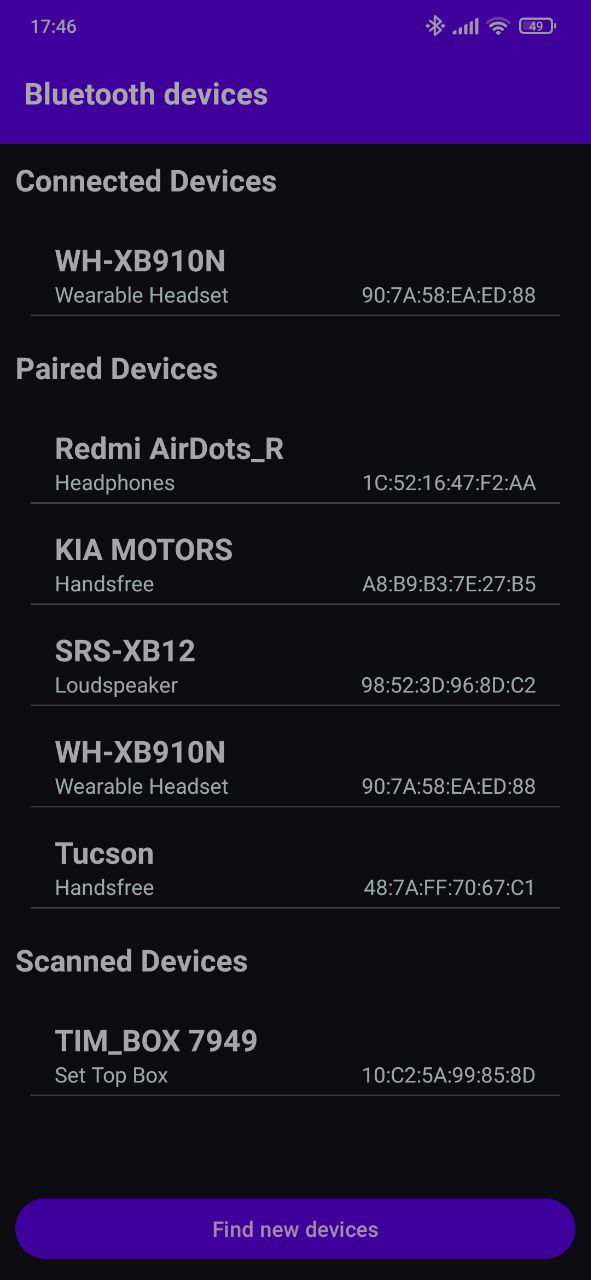 17:46 49
Bluetooth devices
Connected Devices
WH-XB910N
Wearable Headset 90:7A:58:EA:ED:88
Paired Devices
Redmi AirDots_R
Headphones 1C:52:16:47:F2:AA
KIA MOTORS
Handsfree A8:B9:B3:7E:27:B5
SRS-XB12
Loudspeaker 98:52:3D:96:8D:C2
WH-XB910N
Wearable Headset 90:7A:58:EA:ED:88
Tucson
Handsfree 48:7A:FF:70:67:C1
Scanned Devices
TIM_BOX 7949
Set Top Box 10:C2:5A:99:85:8D
Find new devices